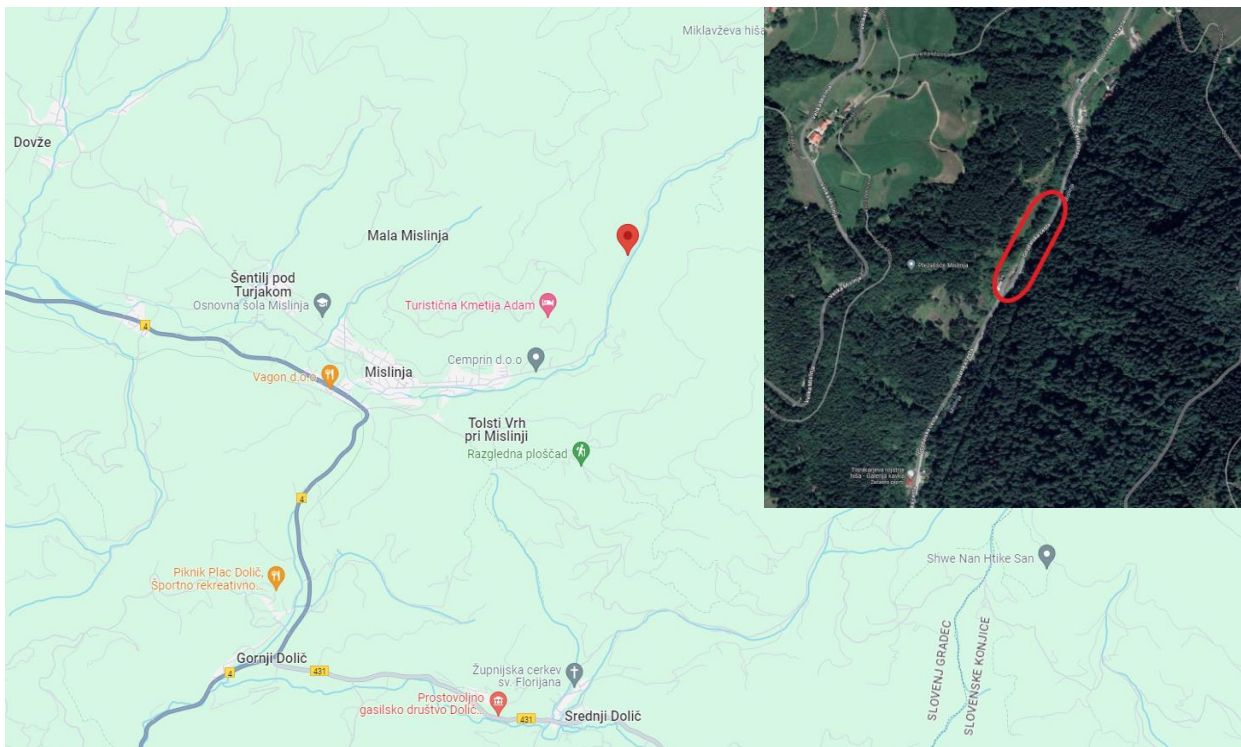 Miklavževa hiša
Dovže
Mala Mislinja
Šentilj pod
Turjakom
Osnovna šola Mislinja
Turistična Kmetija Adam
4
Cemprin d.o.o
Vagon d.o.o
Mislinja
Tolsti Vrh
pri Mislinji
Razgledna ploščad
4
Piknik Plac Dolič,
Športno rekreativno...
Shwe Nan Htike San
SLOVENJ GRADEC
SLOVENSKE KONJICE
Gornji Dolič
4
431
Župnijska cerkev
sv. Florijana
Prostovoljno
gasilsko društvo Dolič...
431
Srednji Dolič
Plezališče Mislinja